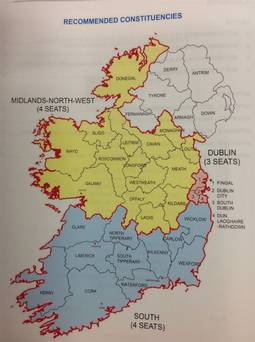 RECOMMENDED CONSTITUENCIES
DONEGAL
DERRY
ANTRIM
TYRONE
FERMANAGH
ARMAGH
DOWN
MIDLANDS-NORTH-WEST
(4 SEATS)
MONAGHAN
SLIGO
LEITRIM
CAVAN
MAYO
ROSCOMMON
LONGFORD
MEATH
DUBLIN
(3 SEATS)
WESTMEATH
GALWAY
OFFALY
KILDARE
LAOIS
1 FINGAL
2 DUBLIN
CITY
3 SOUTH
DUBLIN
4 DUN
LAOGHAIRE
-RATHDOWN
WICKLOW
CLARE
NORTH
TIPPERARY
CARLOW
KILKENNY
LIMERICK
SOUTH
TIPPERARY
WEXFORD
WATERFORD
KERRY
CORK
SOUTH
(4 SEATS)